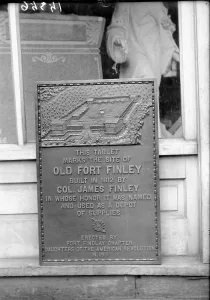 14366
THIS TABLET
MARKS THE SITE OF
OLD FORT FINLEY
BUILT IN 1812 BY
COL. JAMES FINLEY
IN WHOSE HONOR IT WAS NAMED
AND USED AS A DEPOT
OF SUPPLIES
ERECTED BY
FORT FINDLAY CHAPTER
DAUGHTERS OF THE AMERICAN REVOLUTION